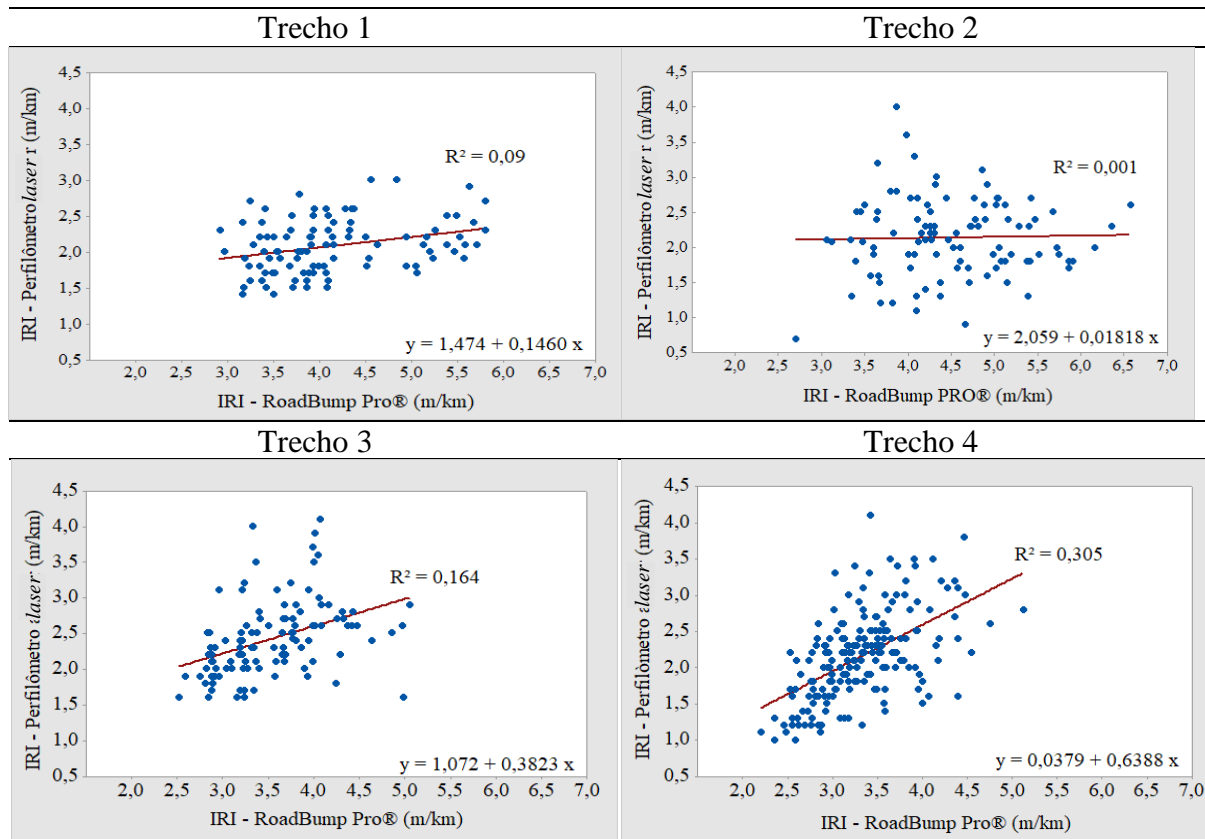 Trecho 1
Trecho 2
4,5
4,0
3,5
3,0
2,5
2,0
1,5
1,0
0,5
IRI - Perfilômetro laser r (m/km)
R² = 0,09
y = 1,474 + 0,1460 x
2,0 2,5 3,0 3,5 4,0 4,5 5,0 5,5 6,0 6,5 7,0
IRI - RoadBump Pro® (m/km)
4,5
4,0
3,5
3,0
2,5
2,0
1,5
1,0
0,5
IRI - Perfilômetro laser r (m/km)
R² = 0,001
y = 2,059 + 0,01818 x
2,0 2,5 3,0 3,5 4,0 4,5 5,0 5,5 6,0 6,5 7,0
IRI - RoadBump PRO® (m/km)
Trecho 3
Trecho 4
4,5
4,0
3,5
3,0
2,5
2,0
1,5
1,0
0,5
IRI - Perfilômetro laser (m/km)
R² = 0,164
y = 1,072 + 0,3823 x
2,0 2,5 3,0 3,5 4,0 4,5 5,0 5,5 6,0 6,5 7,0
IRI - RoadBump Pro® (m/km)
4,5
4,0
3,5
3,0
2,5
2,0
1,5
1,0
0,5
IRI - Perfilômetro laser (m/km)
R² = 0,305
y = 0,0379 + 0,6388 x
2,0 2,5 3,0 3,5 4,0 4,5 5,0 5,5 6,0 6,5 7,0
IRI - RoadBump Pro® (m/km)